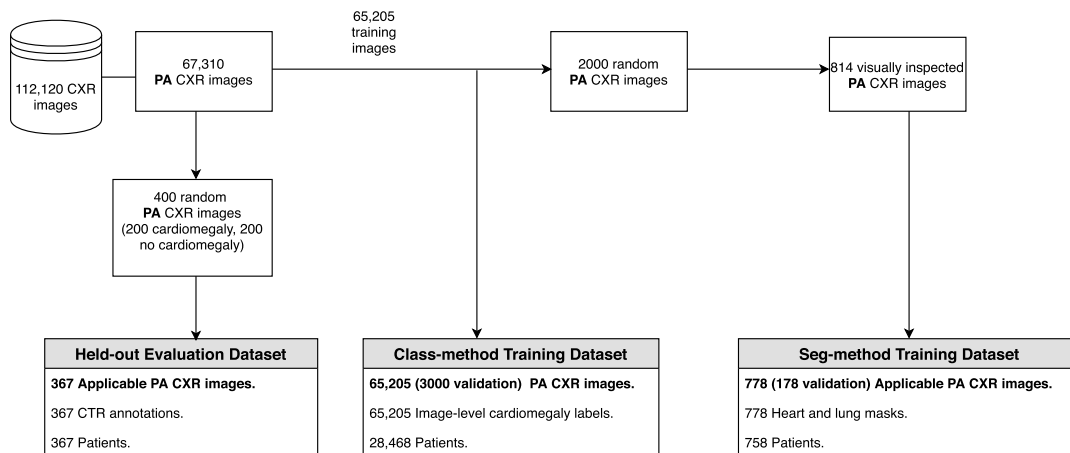 112,120 CXR
images
67,310
PA CXR images
65,205
training
images
2000 random
PA CXR images
814 visually inspected
PA CXR images
400 random
PA CXR images
(200 cardiomegaly, 200
no cardiomegaly)
Held-out Evaluation Dataset
367 Applicable PA CXR images.
367 CTR annotations.
367 Patients.
Class-method Training Dataset
65,205 (3000 validation) PA CXR images.
65,205 Image-level cardiomegaly labels.
28,468 Patients.
Seg-method Training Dataset
778 (178 validation) Applicable PA CXR images.
778 Heart and lung masks.
758 Patients.